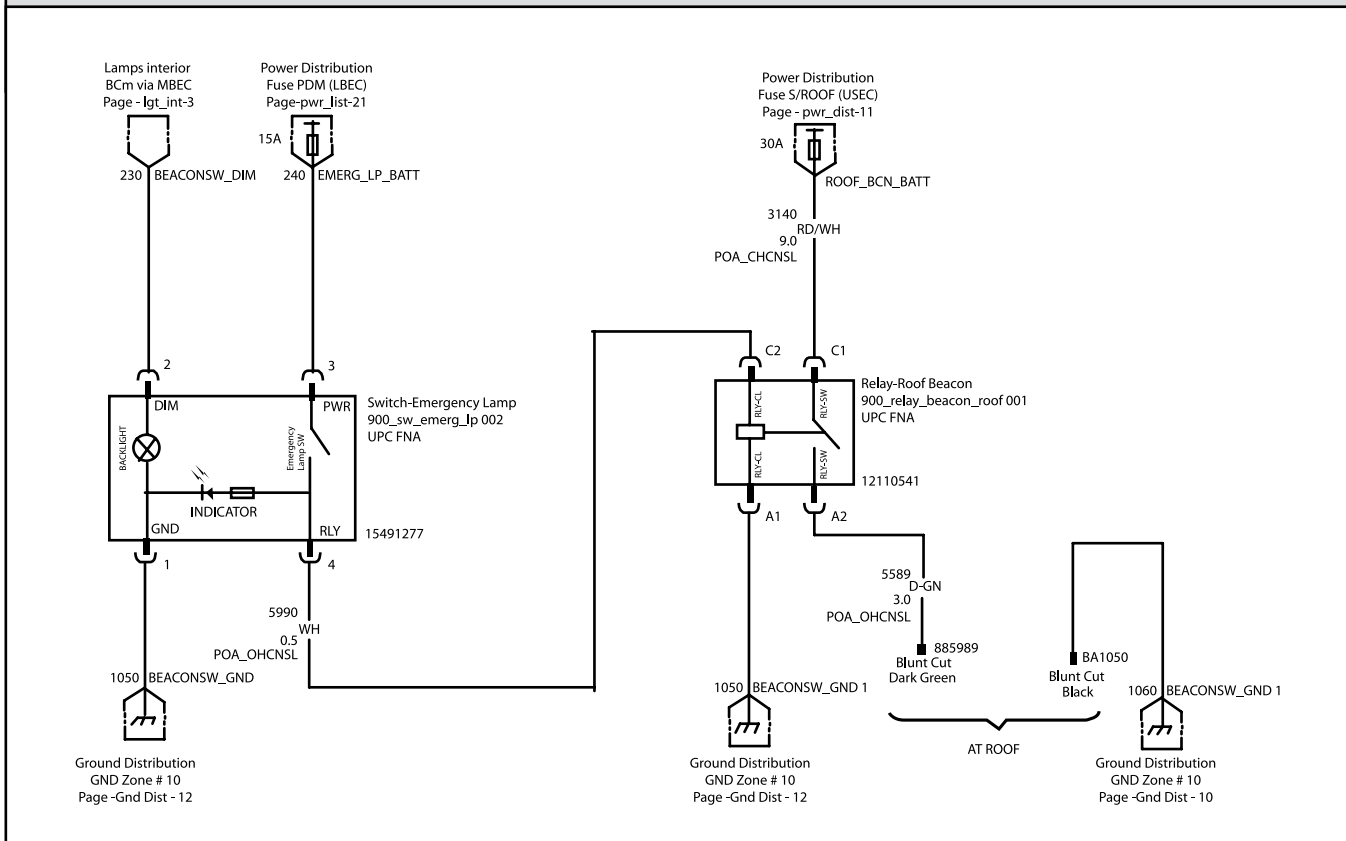 Lamps interior
BCm via MBEC
Page - lgt_int-3
Power Distribution
Fuse PDM (LBEC)
Page-pwr_list-21
15A
230 BEACONSW_DIM
240 EMERG_LP_BATT
Power Distribution
Fuse S/ROOF (USEC)
Page - pwr_dist-11
30A
ROOF_BCN_BATT
3140
RD/WH
9.0
POA_CHCNSL
2
3
DIM
PWR
BACKLIGHT
Emergency
Lamp SW
INDICATOR
GND
RLY
Switch-Emergency Lamp
900_sw_emerg_lp 002
UPC FNA
15491277
1
4
5990
WH
0.5
POA_OHCNSL
1050 BEACONSW_GND
Ground Distribution
GND Zone # 10
Page -Gnd Dist - 12
C2
C1
RLY-CL
RLY-SW
RLY-CL
RLY-SW
Relay-Roof Beacon
900_relay_beacon_roof 001
UPC FNA
12110541
A1
A2
5589
D-GN
3.0
POA_OHCNSL
885989
Blunt Cut
Dark Green
BA1050
Blunt Cut
Black
1050 BEACONSW_GND 1
1060 BEACONSW_GND 1
AT ROOF
Ground Distribution
GND Zone # 10
Page -Gnd Dist - 12
Ground Distribution
GND Zone # 10
Page -Gnd Dist - 10